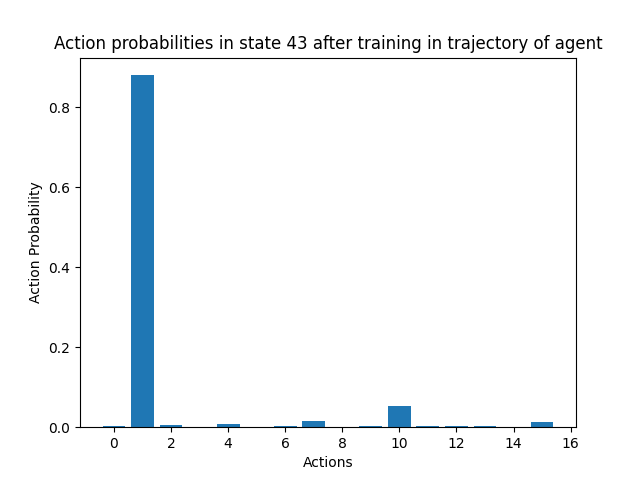 Action probabilities in state 43 after training in trajectory of agent
0.8
0.6
0.4
0.2
0.0
Action Probability
0 2 4 6 8 10 12 14 16
Actions